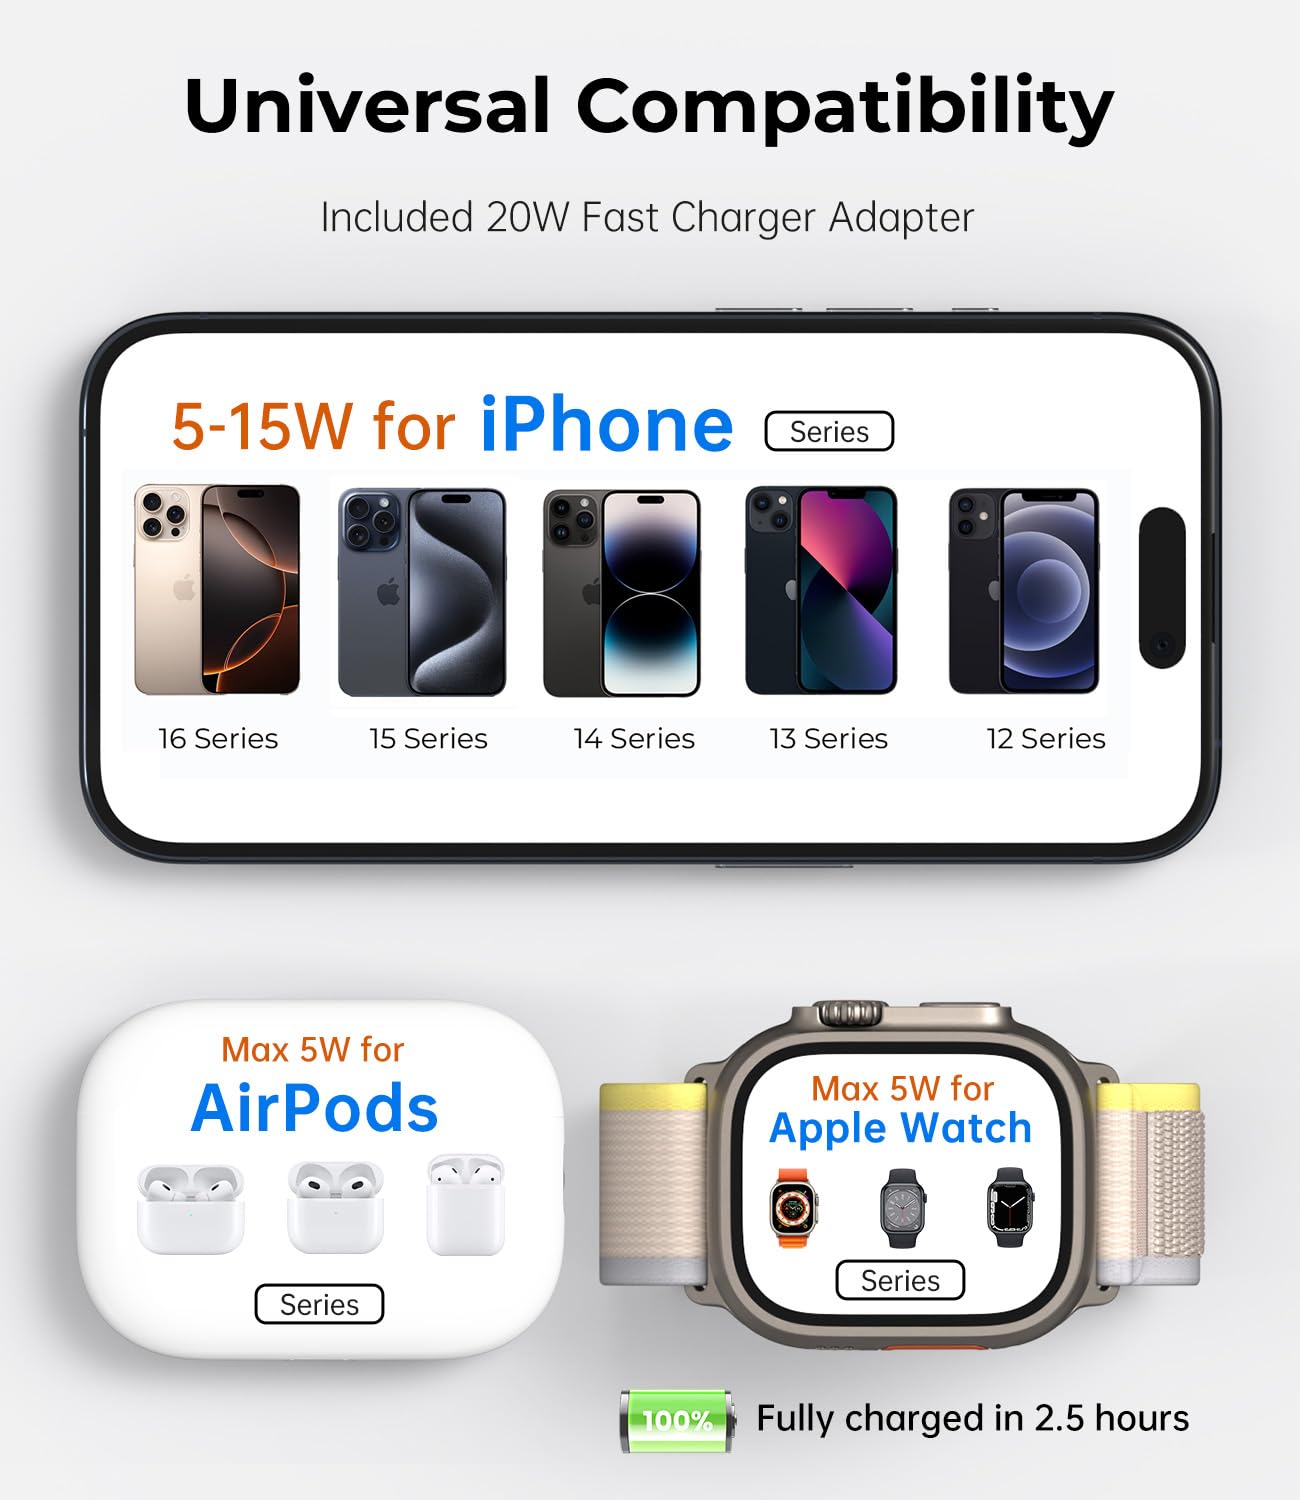 Universal Compatibility
Included 20W Fast Charger Adapter
5-15W for iPhone Series
16 Series
15 Series
14 Series
13 Series
12 Series
Max 5W for
AirPods
Series
Max 5W for
Apple Watch
Series
100% Fully charged in 2.5 hours